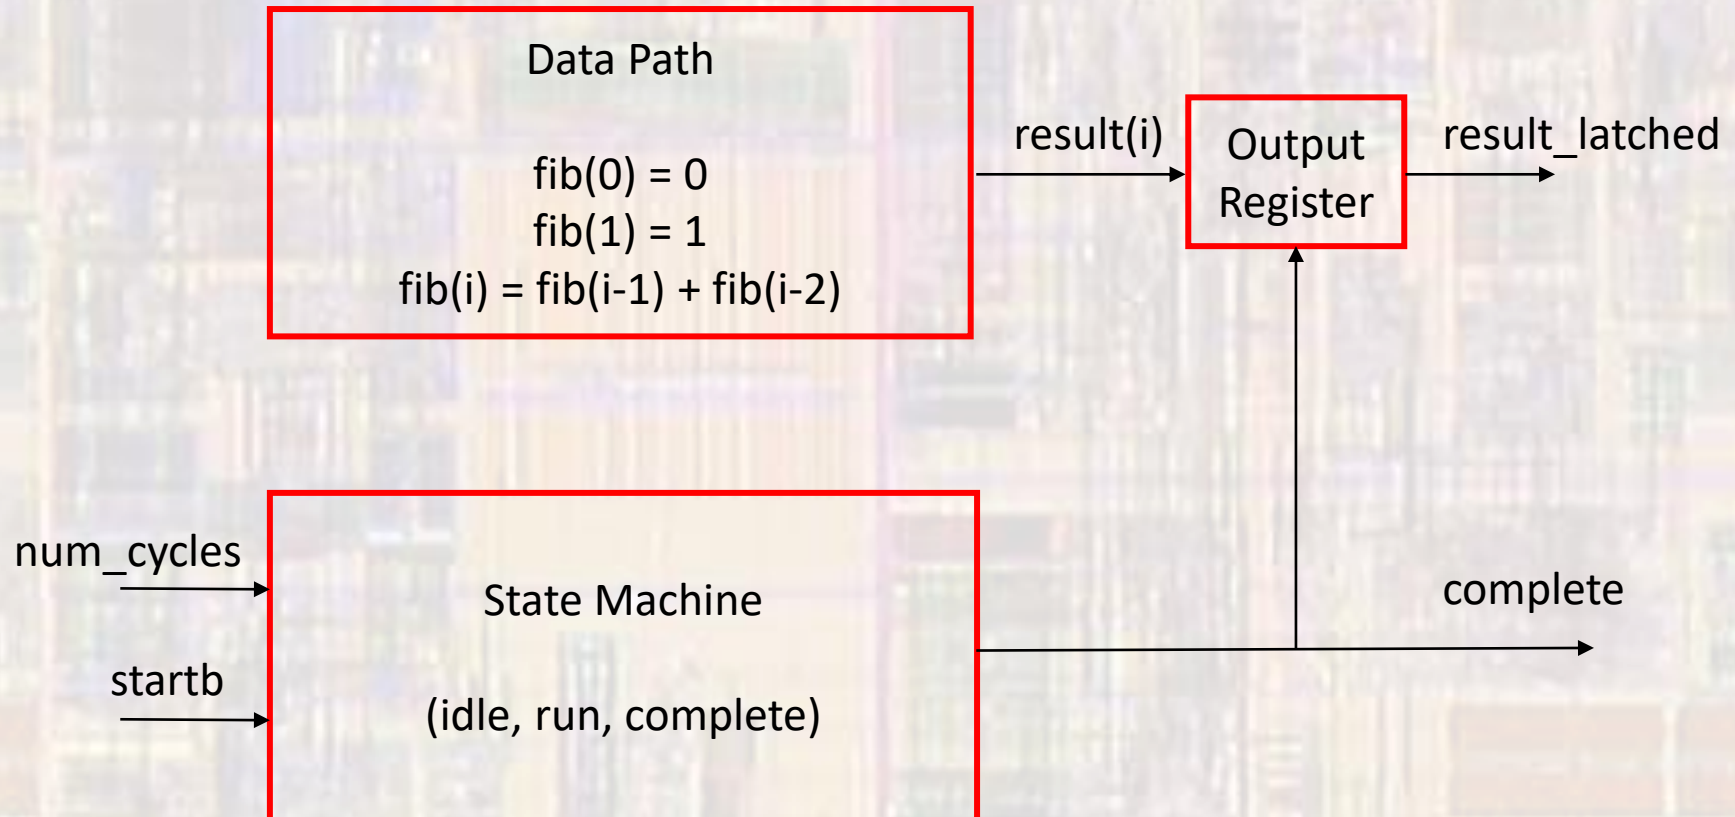 Data Path
fib(0) = 0
fib(1) = 1
fib(i) = fib(i-1) + fib(i-2)
result(i)
Output
Register
result_latched
num_cycles
startb
State Machine
(idle, run, complete)
complete